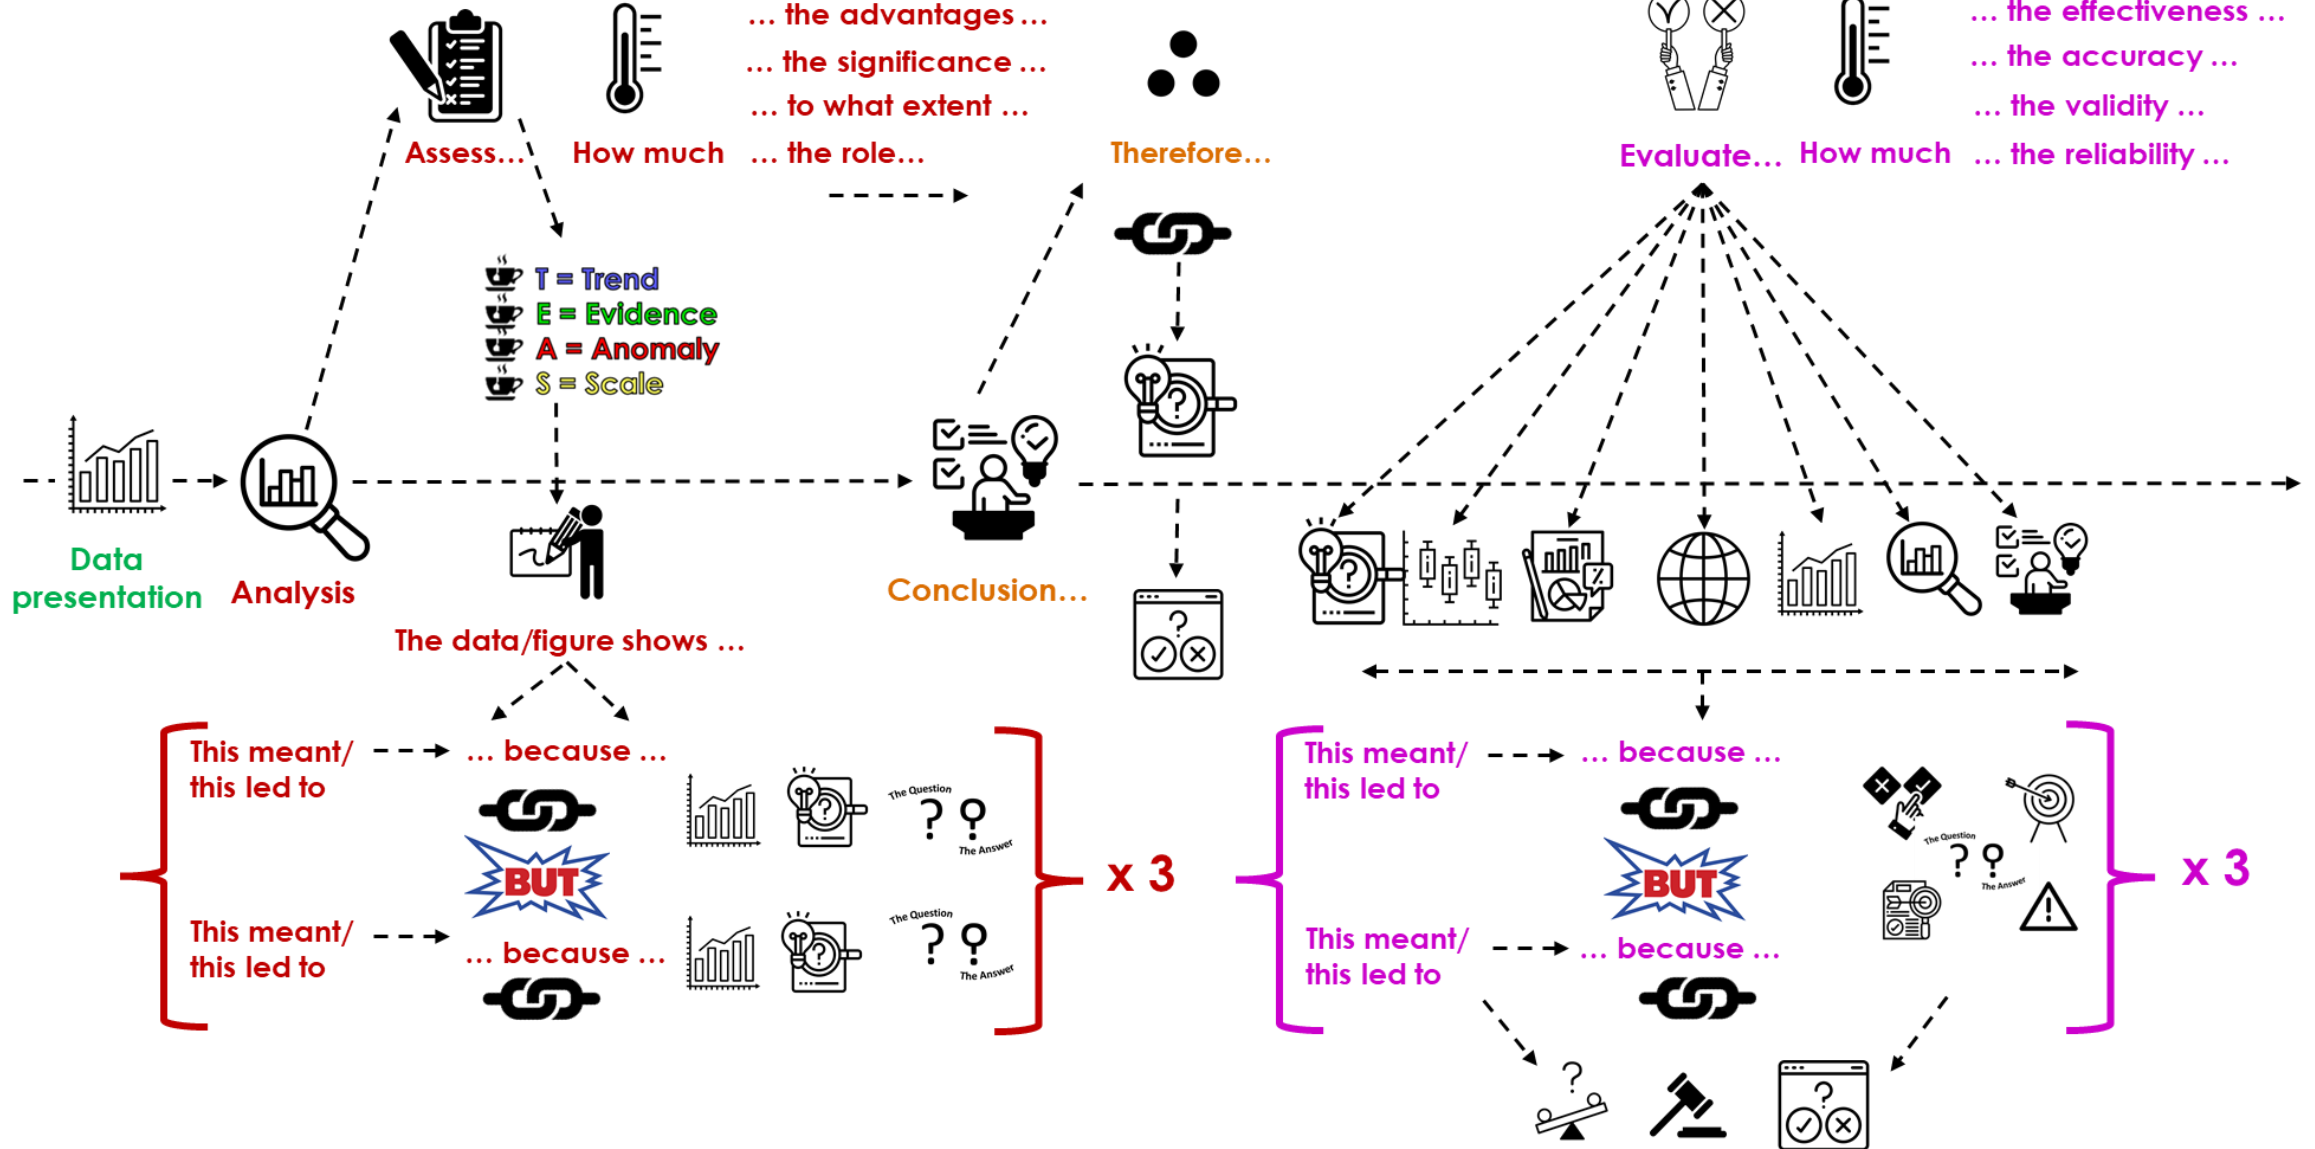 … the advantages …
… the significance …
… to what extent …
Assess…
How much
… the role…
Therefore…
… the effectiveness …
… the accuracy …
… the validity …
Evaluate…
How much
… the reliability …
T = Trend
E = Evidence
A = Anomaly
S = Scale
?
Data
presentation
Analysis
Conclusion…
?
?
%
The data/figure shows …
This meant/
this led to
… because …
?
The Question
? ?
The Answer
BUT
This meant/
this led to
… because …
?
The Question
? ?
The Answer
x 3
This meant/
this led to
… because …
The Question
? ?
The Answer
BUT
This meant/
this led to
… because …
x 3
?
?